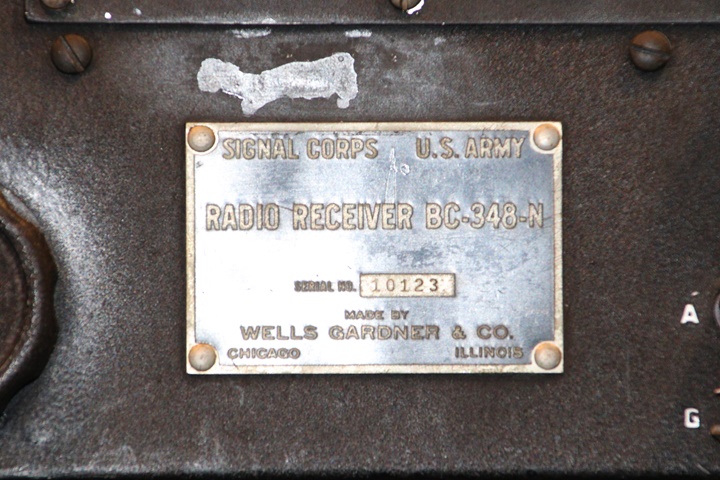 SIGNAL CORPS U.S. ARMY
RADIO RECEIVER BC-348-N
SERIAL NO. 10123
MADE BY
WELLS GARDNER & CO.
CHICAGO ILLINOIS
A
G